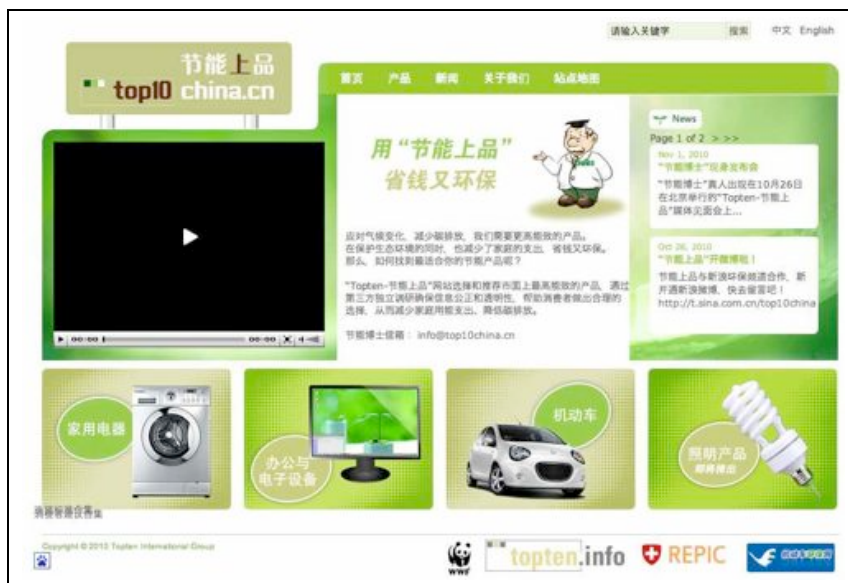 请输入关键字 搜索 中文 English
节能上品
top10 china.cn
首页 产品 新闻 关于我们 站点地图
用“节能上品”
省钱又环保
应对气候变化，减少碳排放，我们需要更高能效的产品。
在保护生态环境的同时，也减少了家庭的支出，省钱又环保。
那么，如何找到最适合你的节能产品呢？
“Topten-节能上品”网站选择和推荐市面上最高能效的产品，通过
第三方独立调研确保信息公正和透明性，帮助消费者做出合理的
选择，从而减少家庭用能支出、降低碳排放。
节能博士信箱： info@top10china.cn
News
Page 1 of 2 > >>
Nov 1, 2010
“节能博士”现身发布会
“节能博士”真人出现在10月26日
在北京举行的“Topten-节能上
品”媒体见面会上...
Oct 26, 2010
“节能上品”开微博啦！
节能上品与新浪环保频道合作，新
开通新浪微博，快去留言吧！
http://t.sina.com.cn/top10china
00:00 00:00
家用电器
办公与
电子设备
机动车
照明产品
即将推出
Copyright © 2010 Topten International Group
WWF
topten.info
REPIC